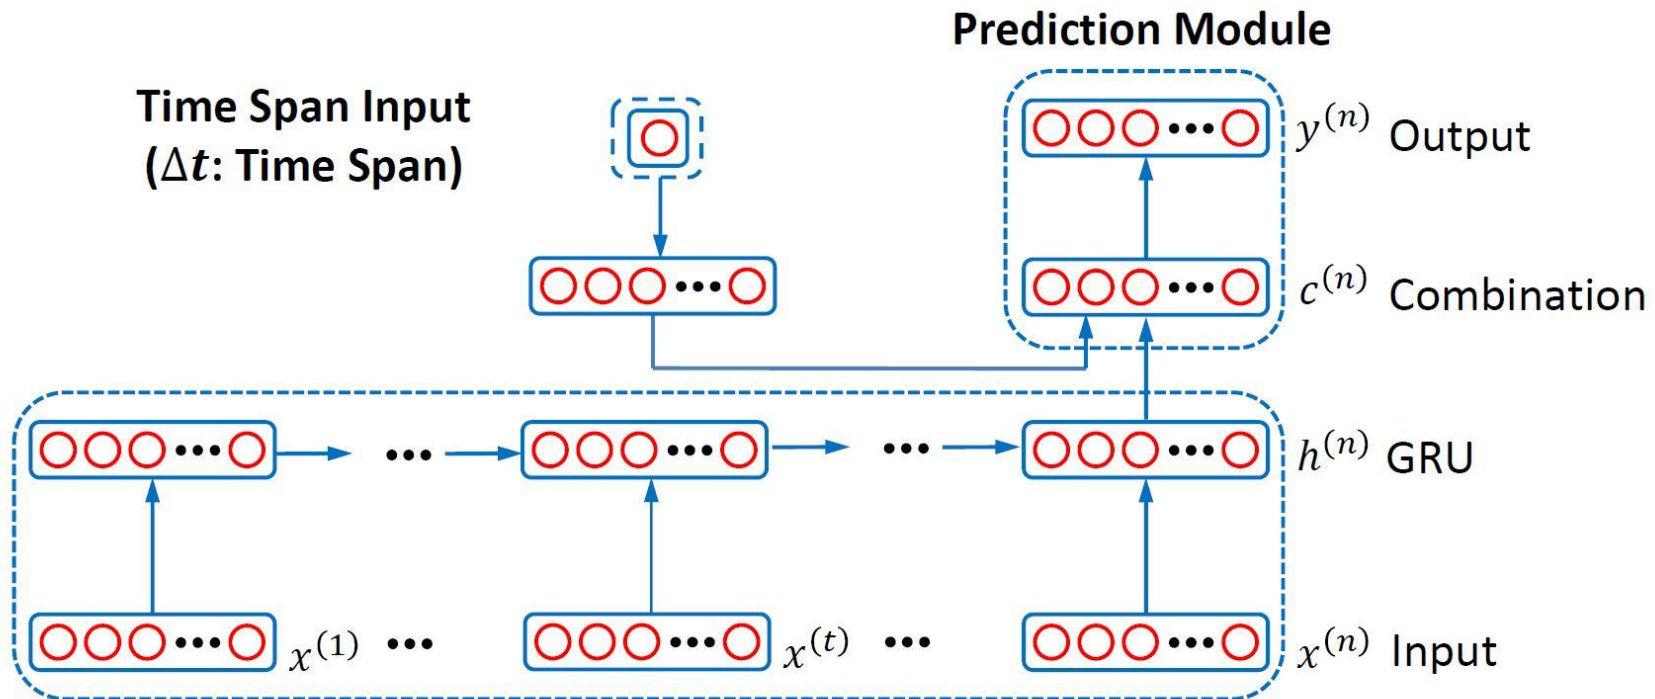 Prediction Module
Time Span Input
(Δt: Time Span)
y^(n) Output
c^(n) Combination
h^(n) GRU
x^(1) ••• x^(t) ••• x^(n) Input